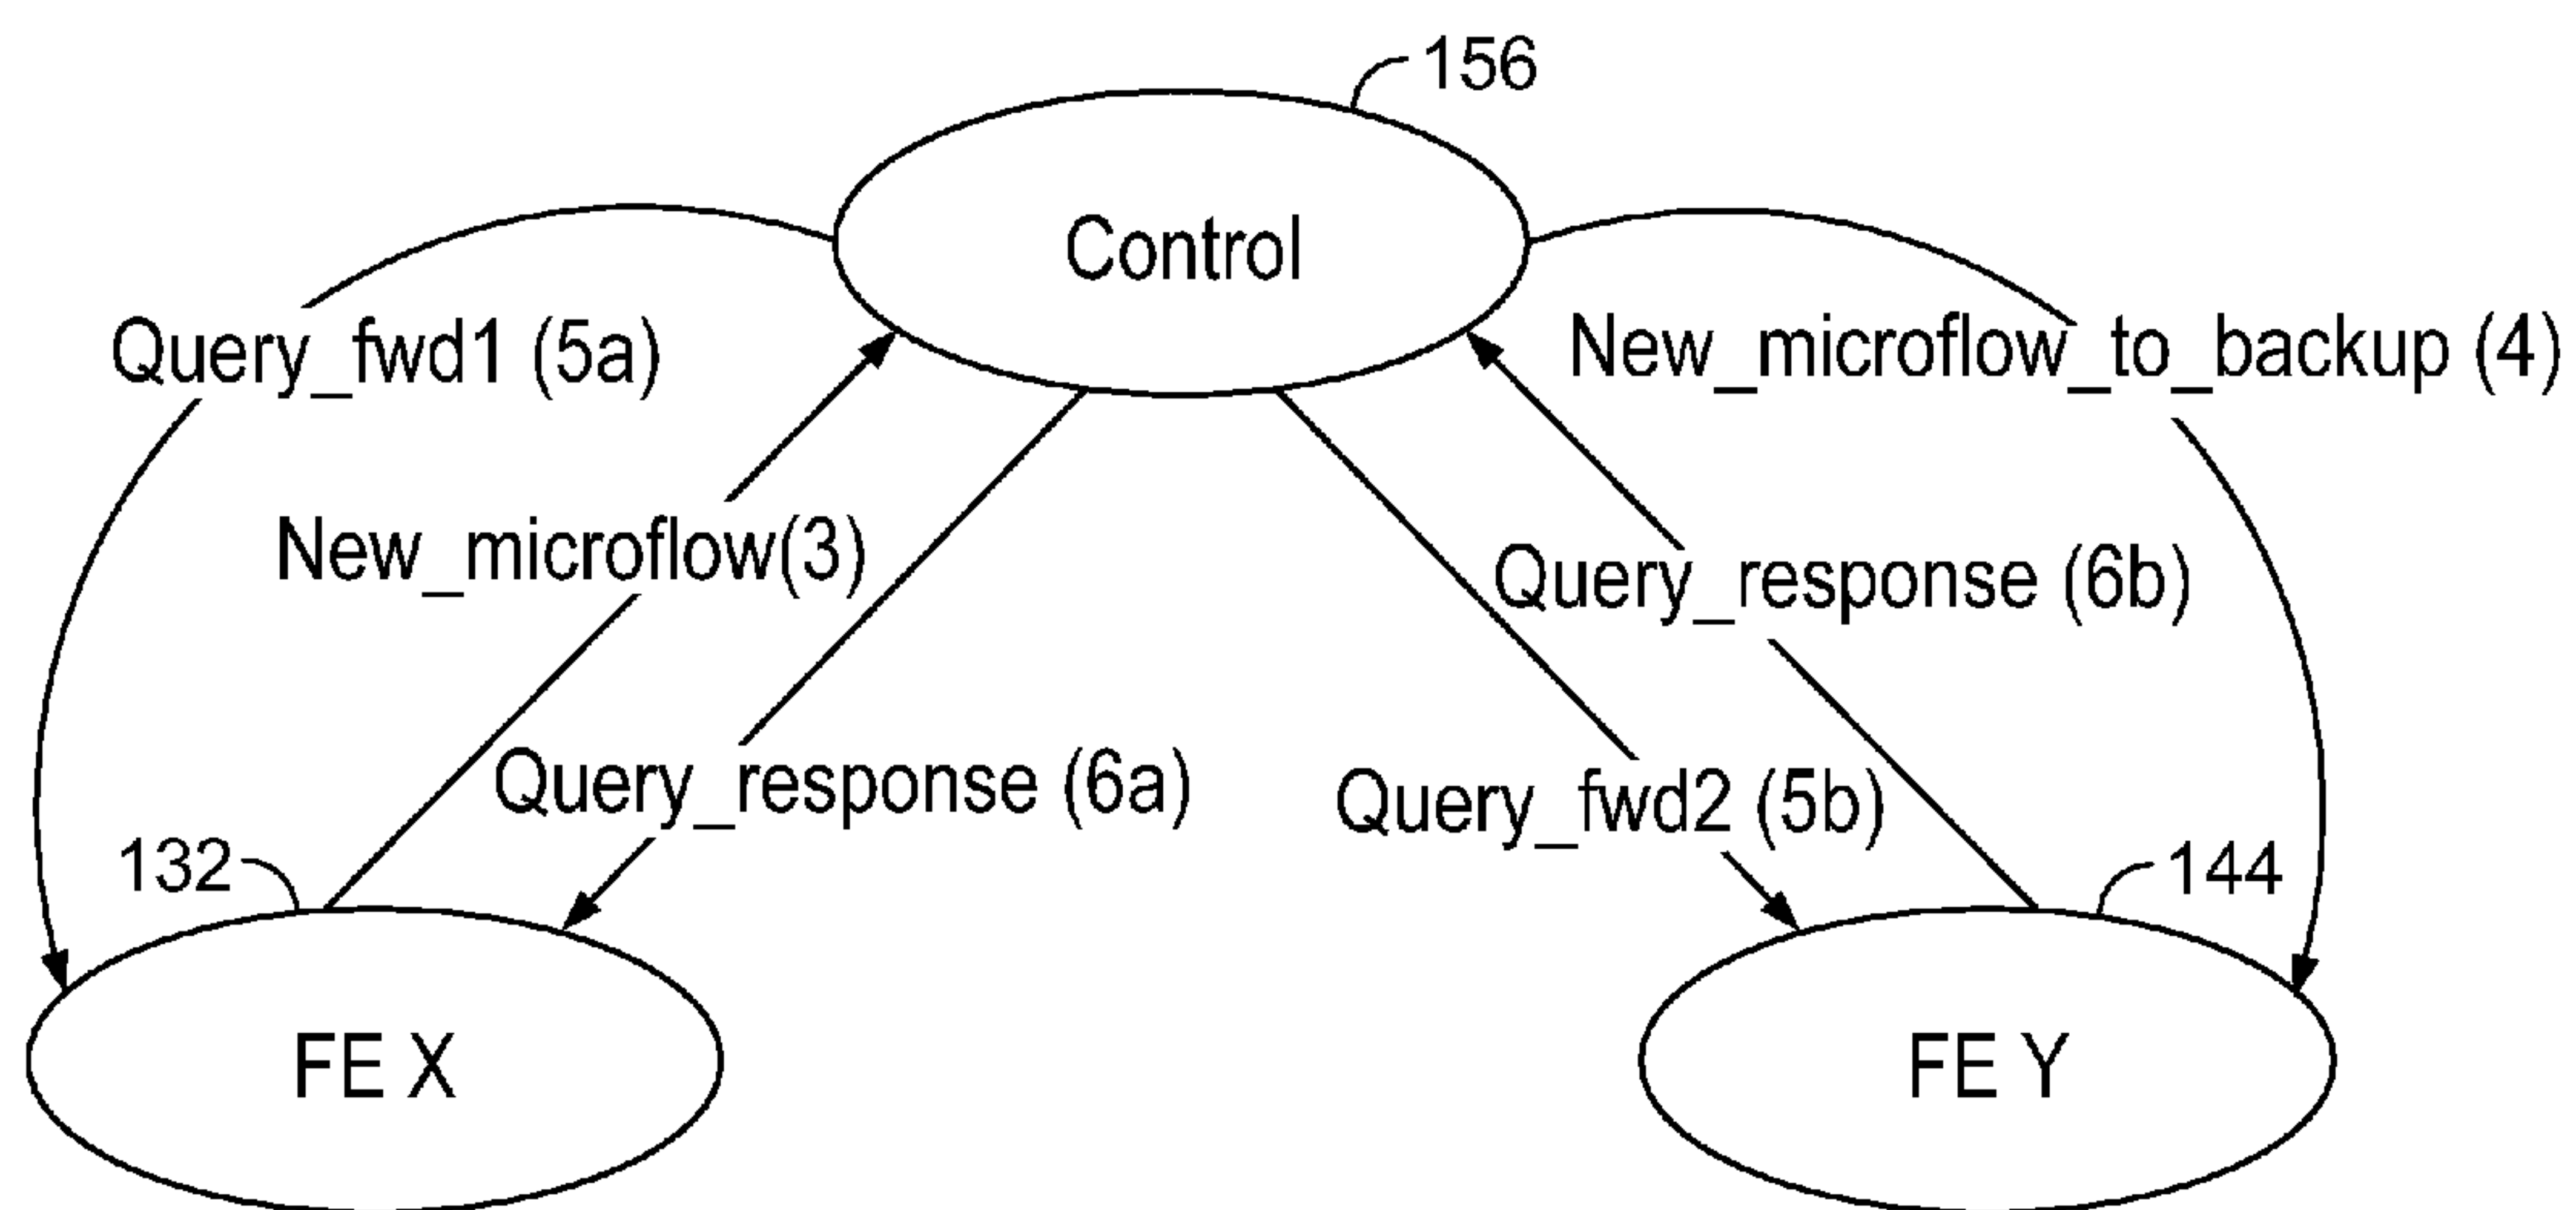 156
Control
Query_fwd1 (5a)
New_microflow_to_backup (4)
New_microflow(3)
Query_response (6b)
Query_response (6a)
Query_fwd2 (5b)
132
144
FE X
FE Y